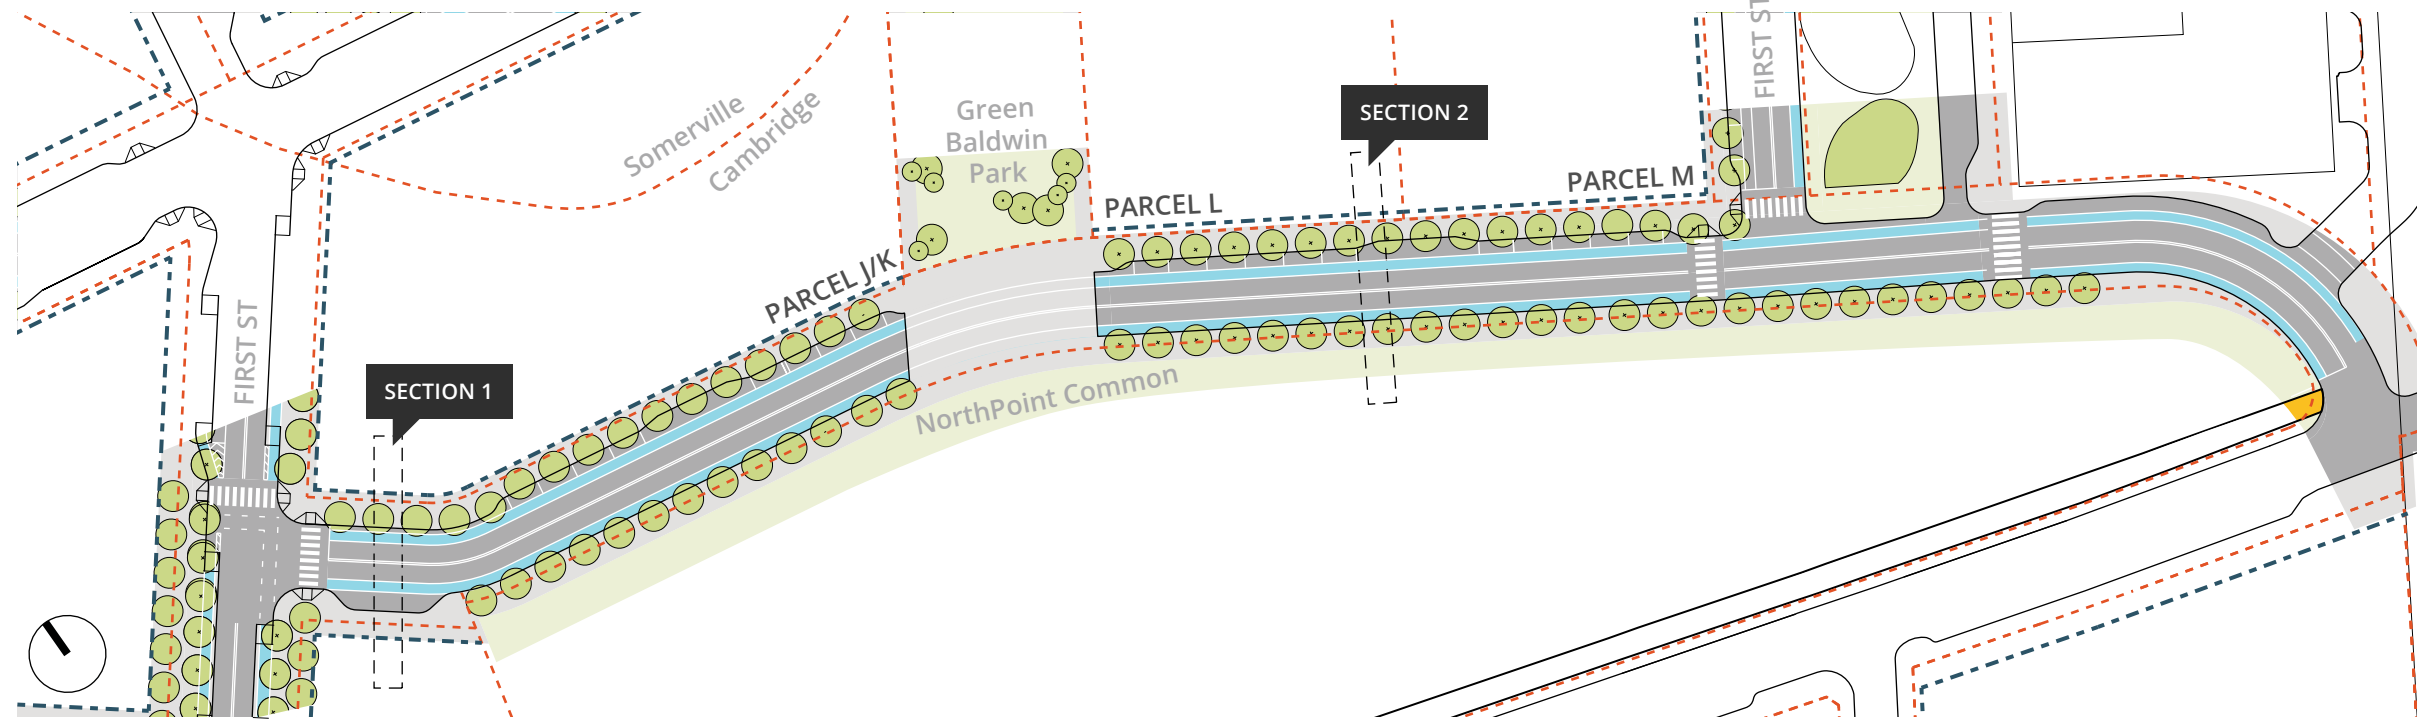 FIRST ST
Somerville
Cambridge
Green
Baldwin
Park
SECTION 2
PARCEL L
PARCEL M
PARCEL J/K
FIRST ST
SECTION 1
NorthPoint Common